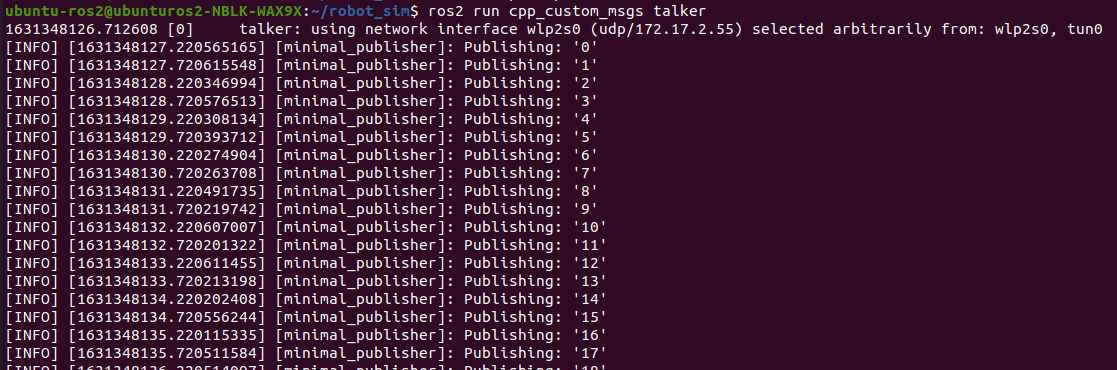 ubuntu-ros2@ubunturos2-NBLK-WAX9X:~/robot_sim$ ros2 run cpp_custom_msgs talker
1631348126.712608 [0]     talker: using network interface wlp2s0 (udp/172.17.2.55) selected arbitrarily from: wlp2s0, tun0
[INFO] [1631348127.220565165] [minimal_publisher]: Publishing: '0'
[INFO] [1631348127.720615548] [minimal_publisher]: Publishing: '1'
[INFO] [1631348128.220346994] [minimal_publisher]: Publishing: '2'
[INFO] [1631348128.720576513] [minimal_publisher]: Publishing: '3'
[INFO] [1631348129.220308134] [minimal_publisher]: Publishing: '4'
[INFO] [1631348129.720393712] [minimal_publisher]: Publishing: '5'
[INFO] [1631348130.220274904] [minimal_publisher]: Publishing: '6'
[INFO] [1631348130.720263708] [minimal_publisher]: Publishing: '7'
[INFO] [1631348131.220491735] [minimal_publisher]: Publishing: '8'
[INFO] [1631348131.720219742] [minimal_publisher]: Publishing: '9'
[INFO] [1631348132.220607007] [minimal_publisher]: Publishing: '10'
[INFO] [1631348132.720201322] [minimal_publisher]: Publishing: '11'
[INFO] [1631348133.220611455] [minimal_publisher]: Publishing: '12'
[INFO] [1631348133.720213198] [minimal_publisher]: Publishing: '13'
[INFO] [1631348134.220202408] [minimal_publisher]: Publishing: '14'
[INFO] [1631348134.720556244] [minimal_publisher]: Publishing: '15'
[INFO] [1631348135.220115335] [minimal_publisher]: Publishing: '16'
[INFO] [1631348135.720511584] [minimal_publisher]: Publishing: '17'
[INFO] [minimal_publisher]: Publishing: '18'